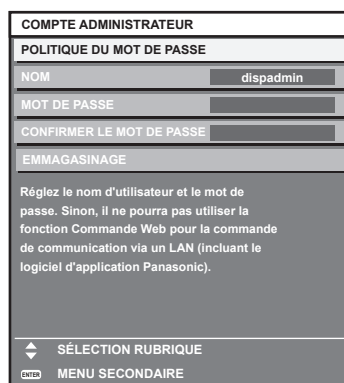 COMPTE ADMINISTRATEUR
POLITIQUE DU MOT DE PASSE
NOM dispadmin
MOT DE PASSE
CONFIRMER LE MOT DE PASSE
EMMAGASINAGE
Réglez le nom d'utilisateur et le mot de
passe. Sinon, il ne pourra pas utiliser la
fonction Commande Web pour la commande
de communication via un LAN (incluant le
logiciel d'application Panasonic).
SÉLECTION RUBRIQUE
ENTER MENU SECONDAIRE